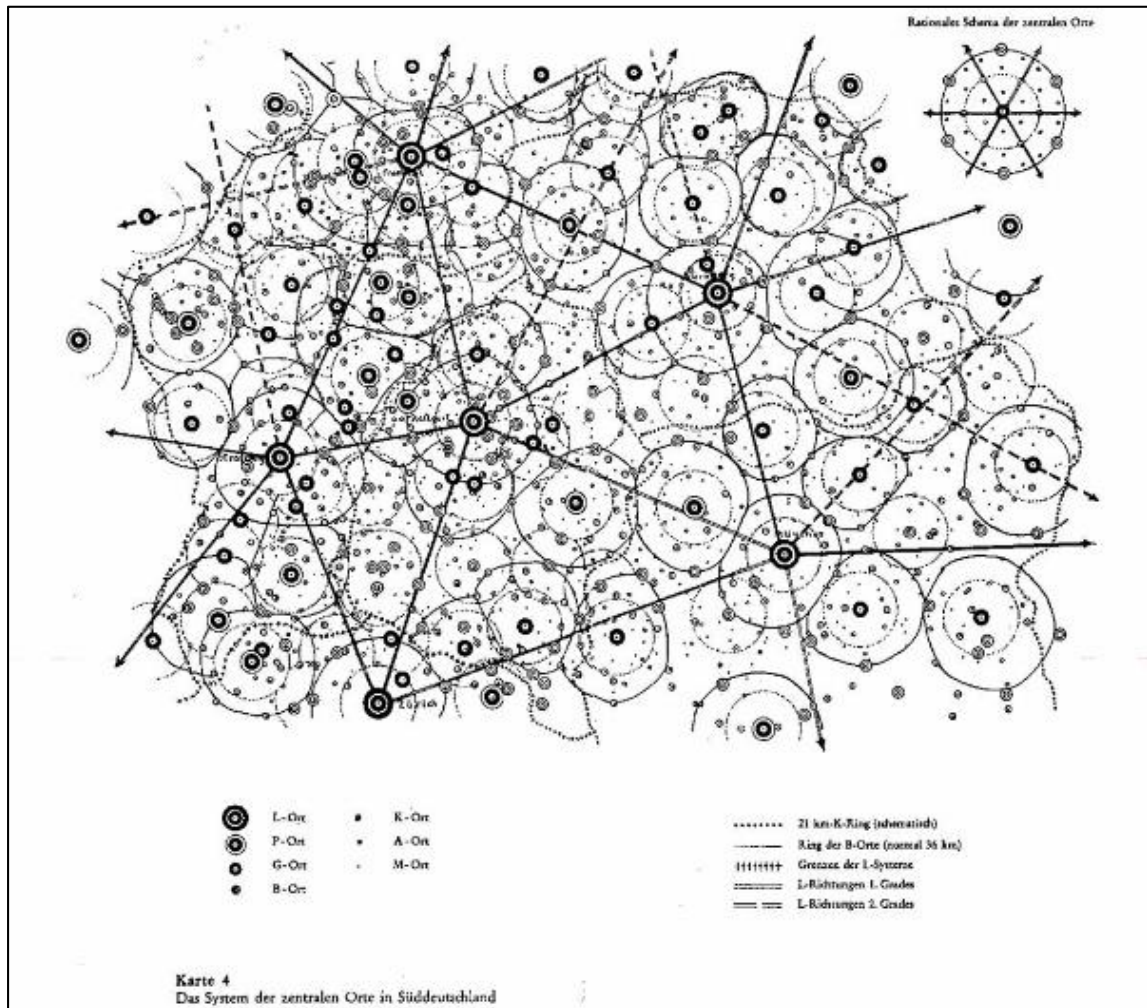 Rationales Schema der zentralen Orte
München
Zürich
L-Ort
P-Ort
G-Ort
B-Ort
K-Ort
A-Ort
M-Ort
21 km-K-Ring (schematisch)
Ring der B-Orte (normal 36 km)
Grenzen der L-Systeme
L-Richtungen 1. Grades
L-Richtungen 2. Grades
Karte 4
Das System der zentralen Orte in Süddeutschland